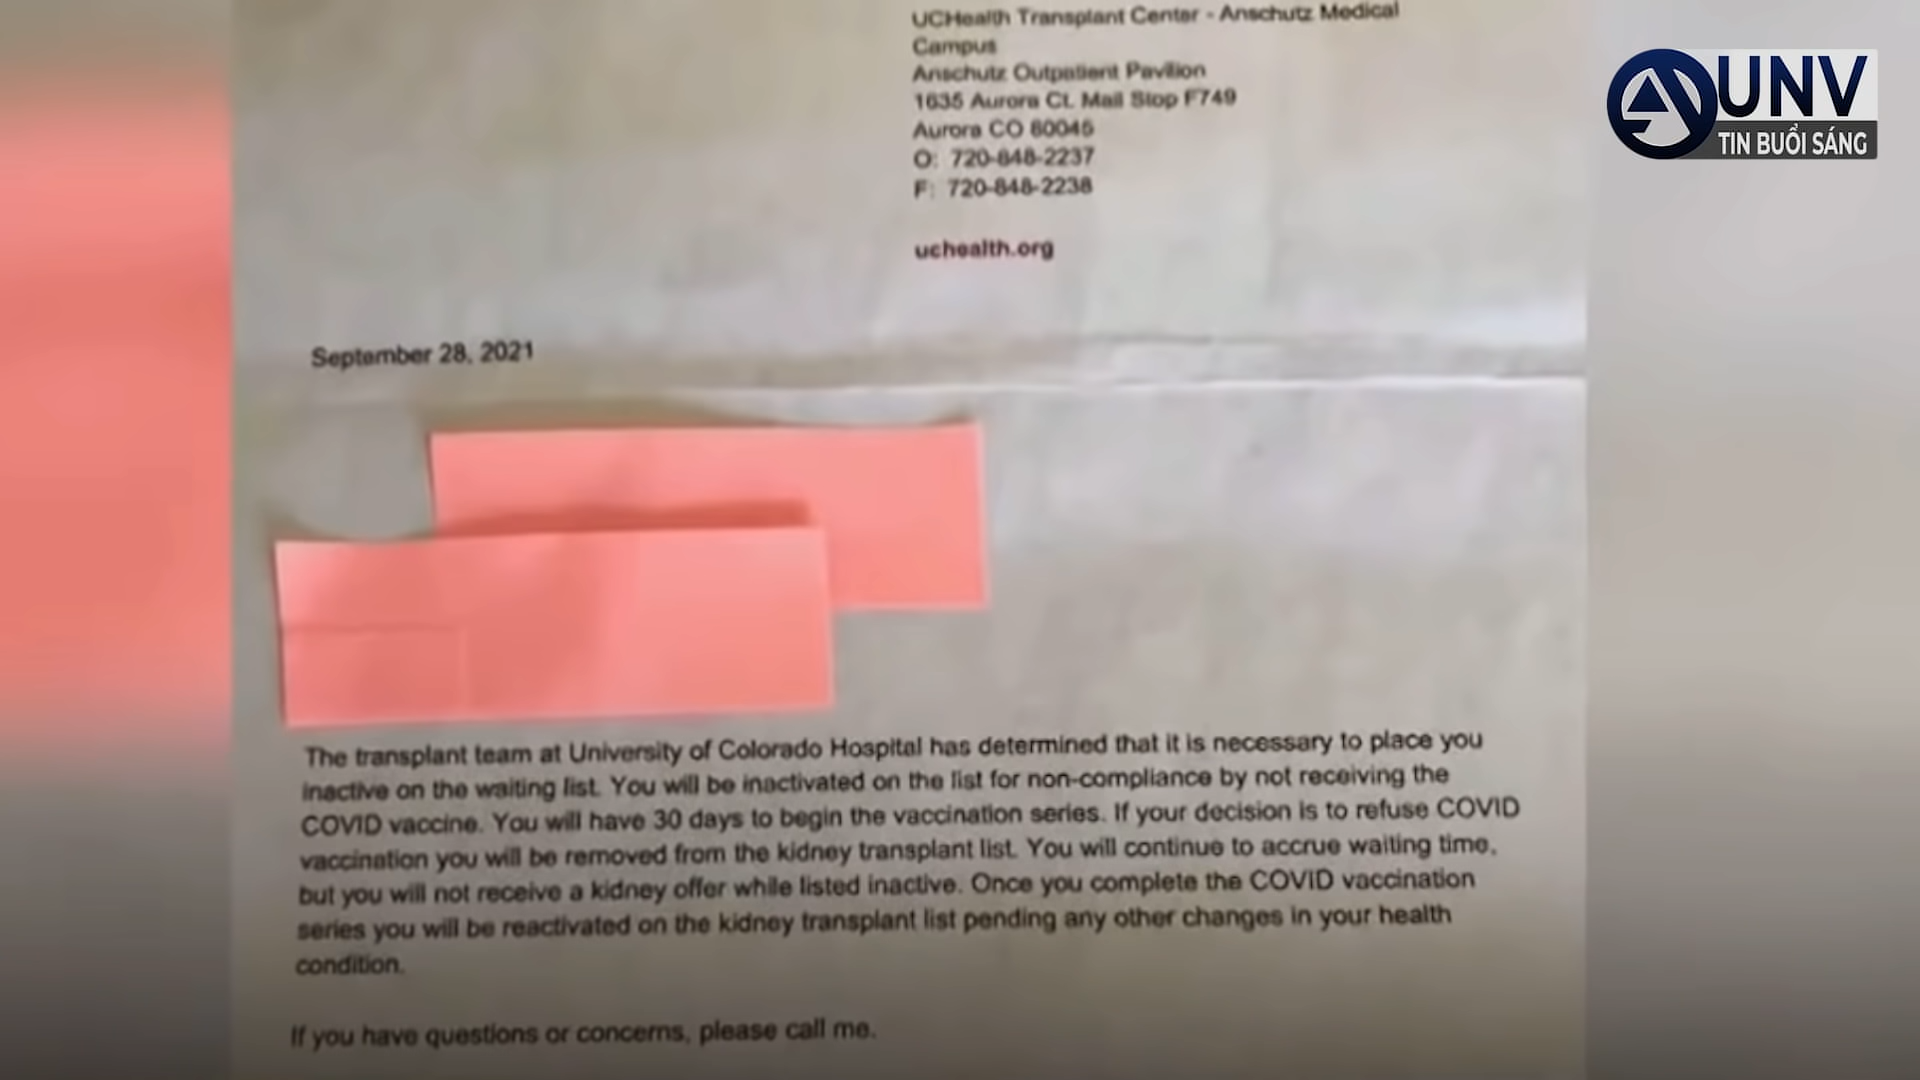 UCHealth Transplant Center - Anschutz Medical
Campus
Anschutz Outpatient Pavilion
1635 Aurora Ct. Mail Stop F749
Aurora CO 80045
O: 720-848-2237
F: 720-848-2238
uchealth.org
UNV
TIN BUỔI SÁNG
September 28, 2021
The transplant team at University of Colorado Hospital has determined that it is necessary to place you
inactive on the waiting list. You will be inactivated on the list for non-compliance by not receiving the
COVID vaccine. You will have 30 days to begin the vaccination series. If your decision is to refuse COVID
vaccination you will be removed from the kidney transplant list. You will continue to accrue waiting time,
but you will not receive a kidney offer while listed inactive. Once you complete the COVID vaccination
series you will be reactivated on the kidney transplant list pending any other changes in your health
condition.
If you have questions or concerns, please call me.